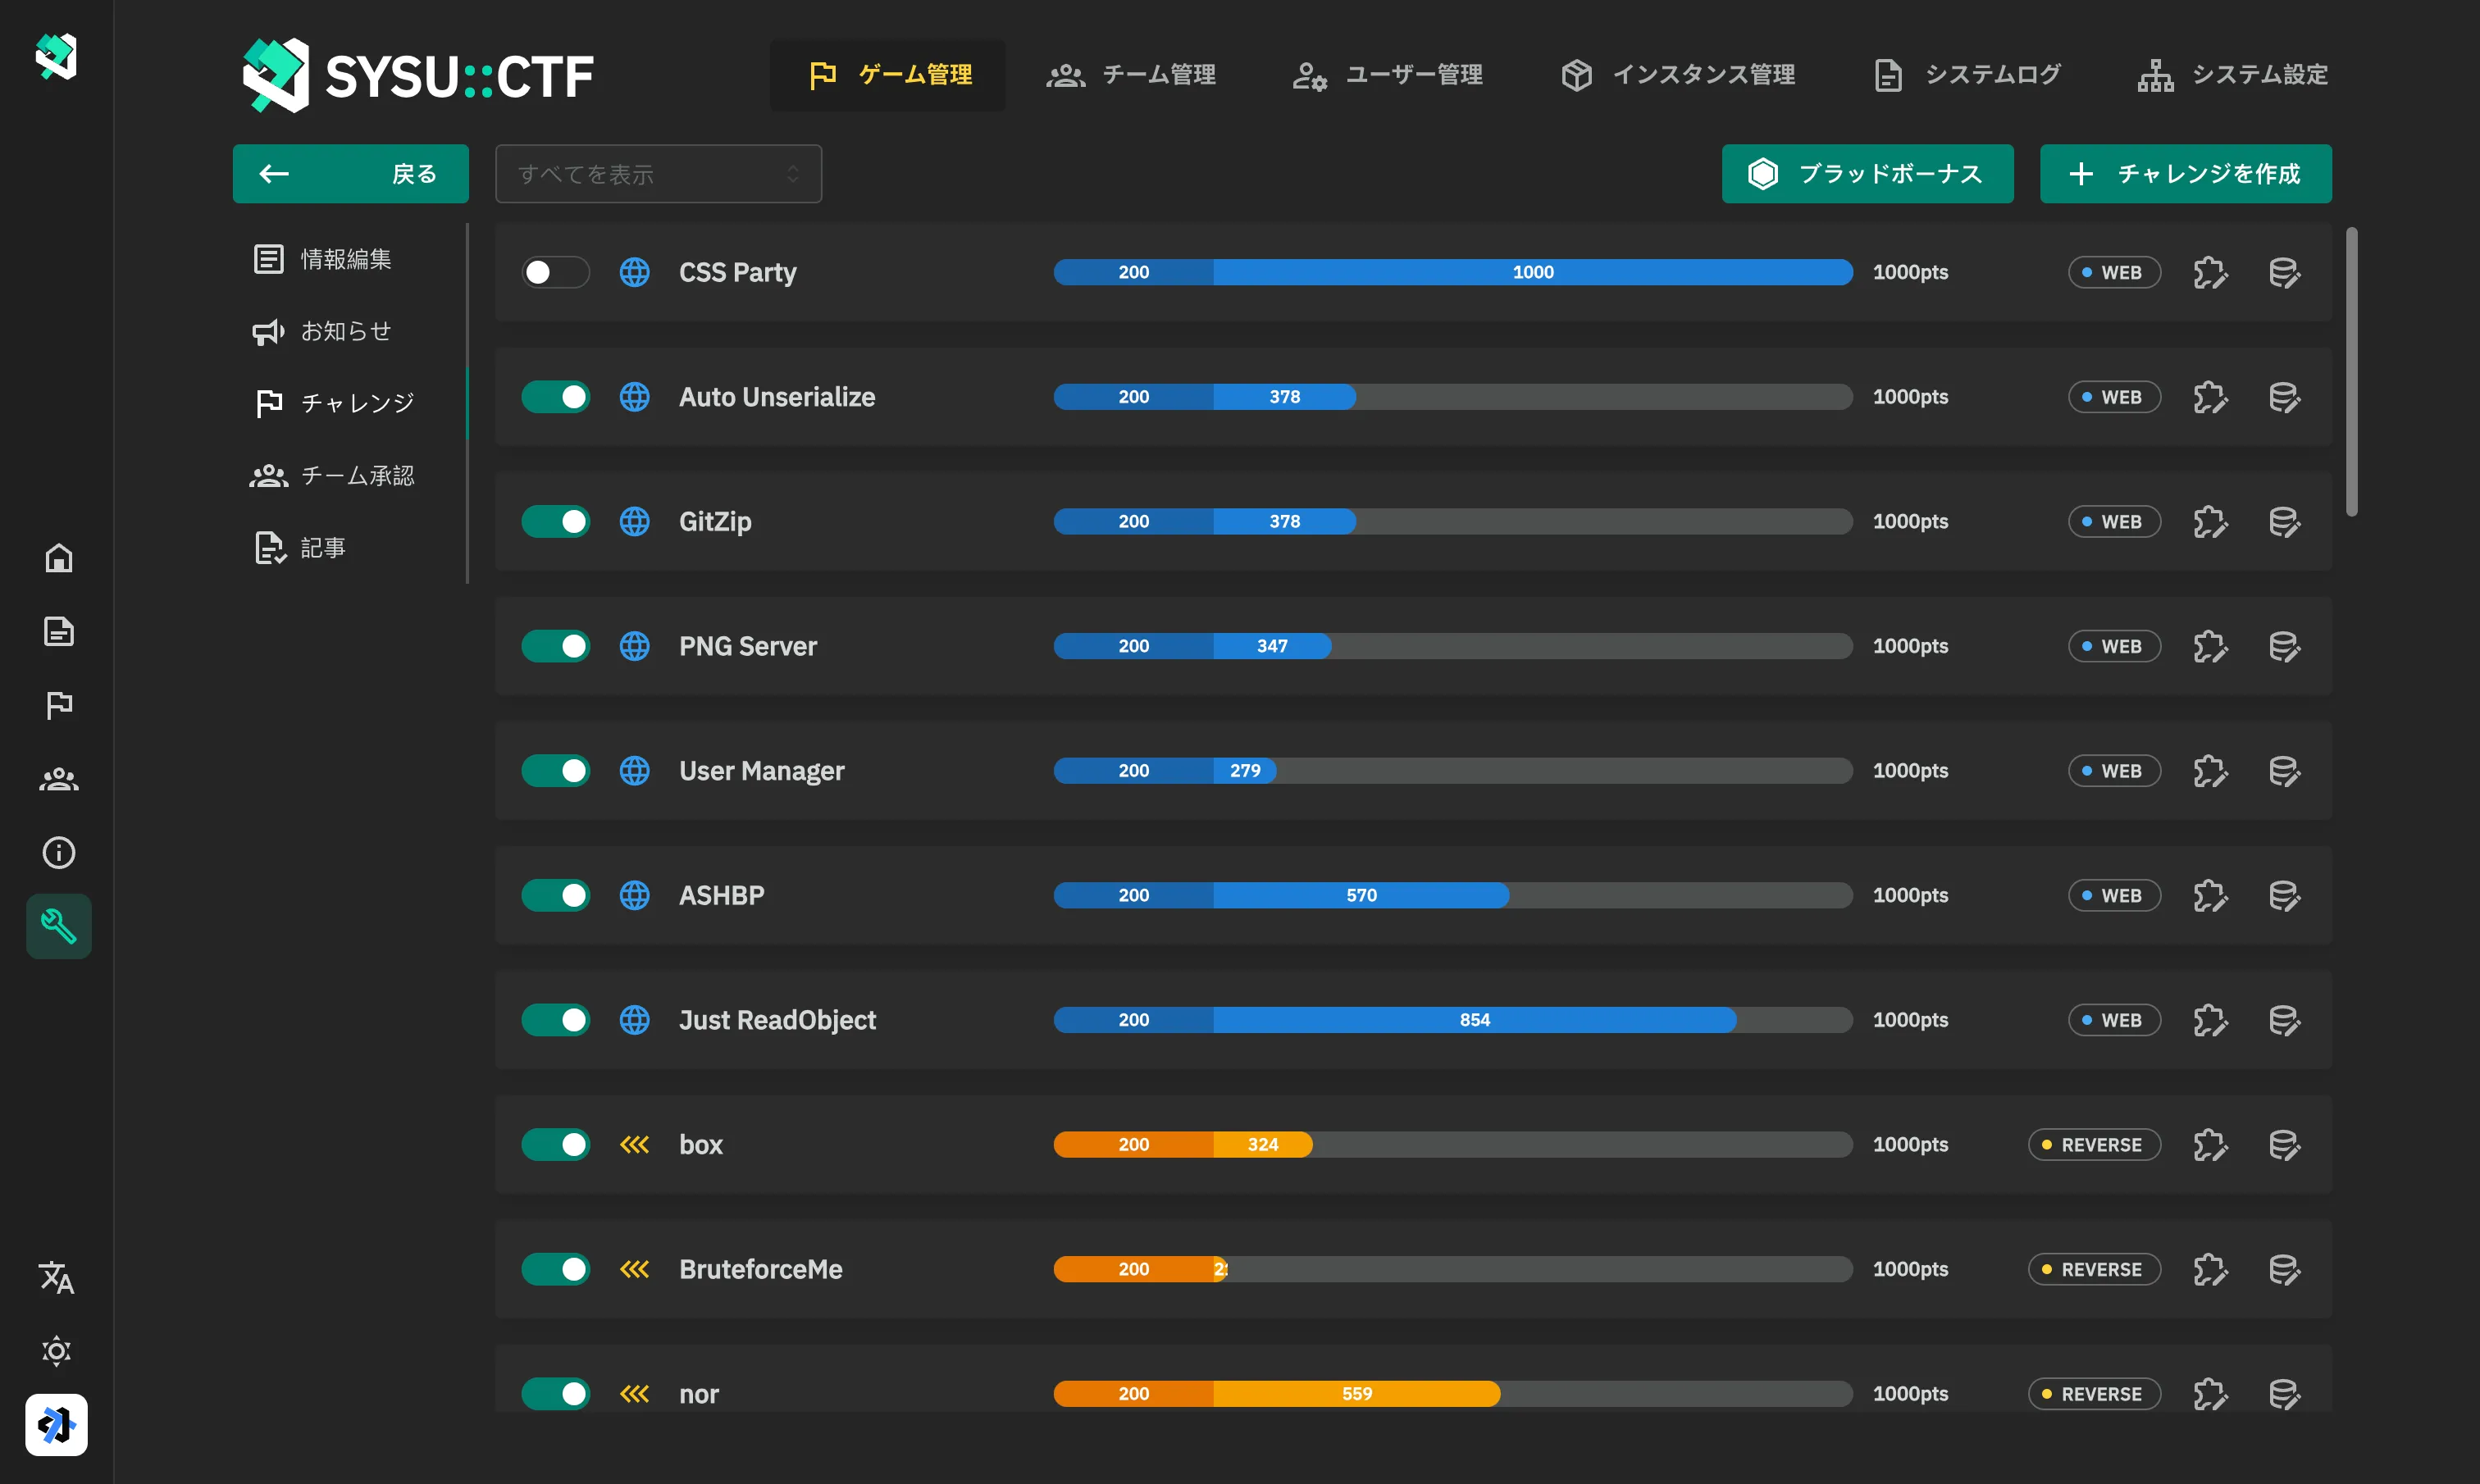 SYSU::CTF
ゲーム管理
チーム管理
ユーザー管理
インスタンス管理
システムログ
システム設定
戻る
すべてを表示
ブラッドボーナス
チャレンジを作成
情報編集
お知らせ
チャレンジ
チーム承認
記事
CSS Party 200 1000 1000pts WEB
Auto Unserialize 200 378 1000pts WEB
GitZip 200 378 1000pts WEB
PNG Server 200 347 1000pts WEB
User Manager 200 279 1000pts WEB
ASHBP 200 570 1000pts WEB
Just ReadObject 200 854 1000pts WEB
box 200 324 1000pts REVERSE
BruteforceMe 200 1000pts REVERSE
nor 200 559 1000pts REVERSE